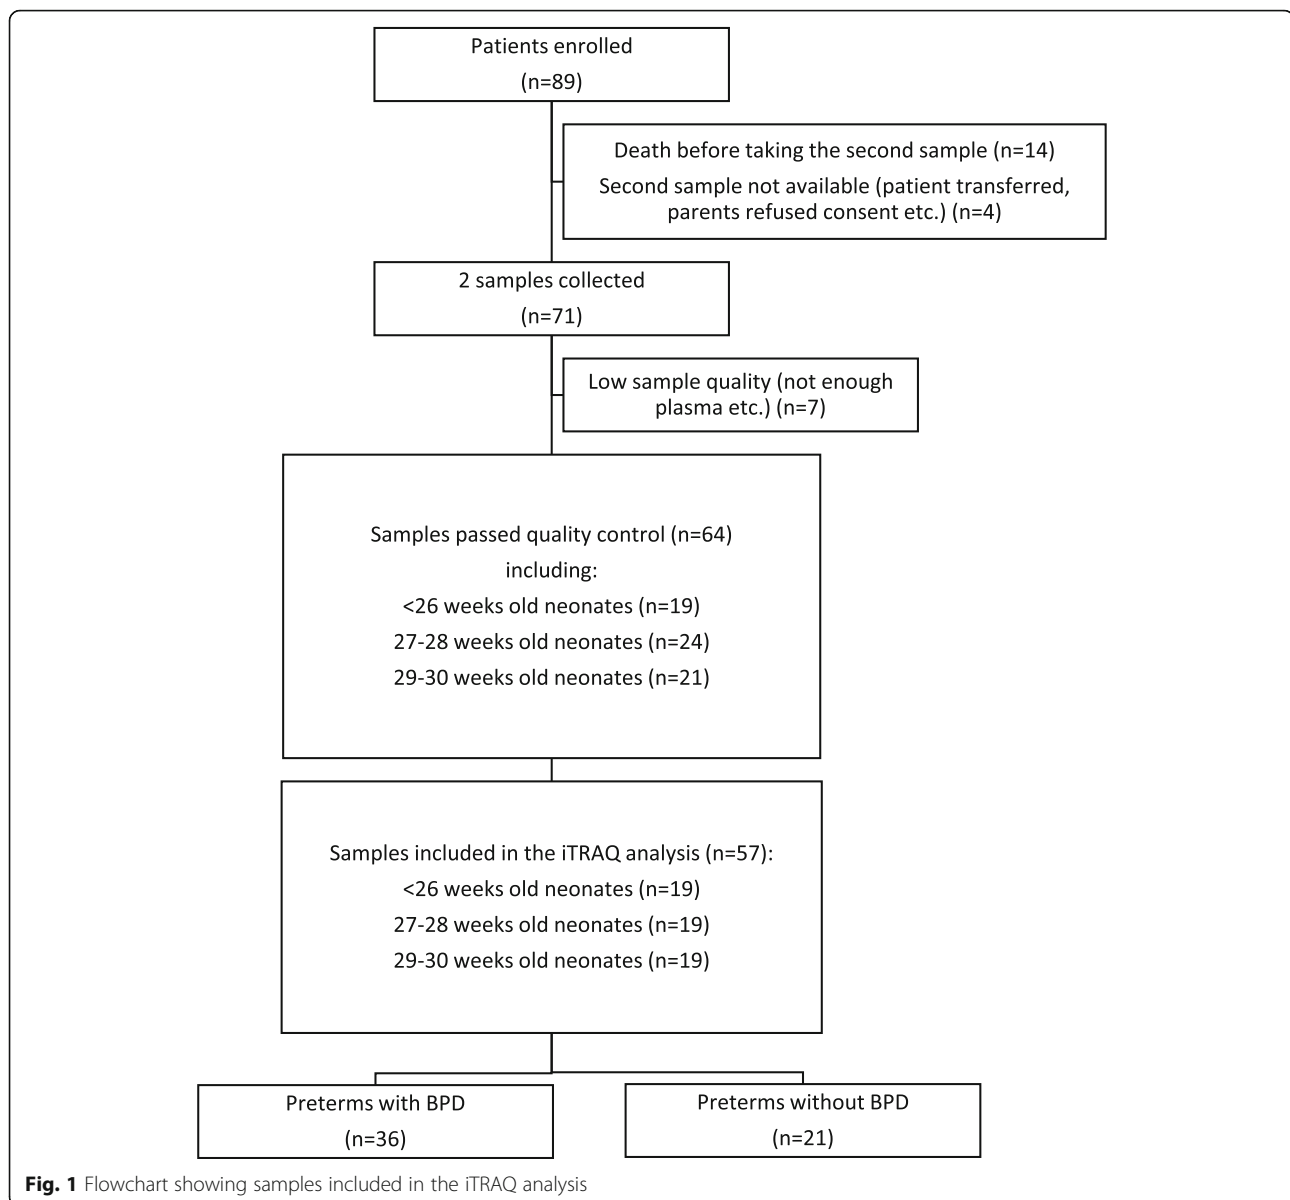 Patients enrolled
(n=89)
Death before taking the second sample (n=14)
Second sample not available (patient transferred,
parents refused consent etc.) (n=4)
2 samples collected
(n=71)
Low sample quality (not enough
plasma etc.) (n=7)
Samples passed quality control (n=64)
including:
<26 weeks old neonates (n=19)
27-28 weeks old neonates (n=24)
29-30 weeks old neonates (n=21)
Samples included in the iTRAQ analysis (n=57):
<26 weeks old neonates (n=19)
27-28 weeks old neonates (n=19)
29-30 weeks old neonates (n=19)
Preterms with BPD
(n=36)
Preterms without BPD
(n=21)
Fig. 1 Flowchart showing samples included in the iTRAQ analysis